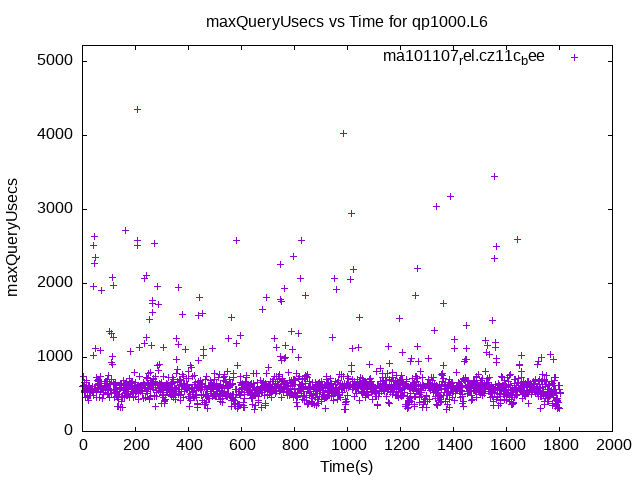 maxQueryUsecs vs Time for qp1000.L6
ma101107rel.cz11cbee
maxQueryUsecs
5000
4000
3000
2000
1000
0
0 200 400 600 800 1000 1200 1400 1600 1800 2000
Time(s)